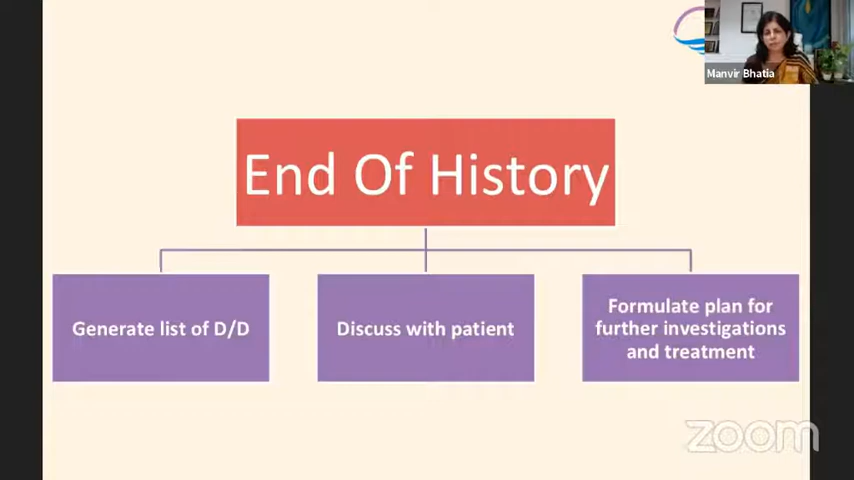 Manvir Bhatia
End Of History
Generate list of D/D
Discuss with patient
Formulate plan for
further investigations
and treatment
zoom